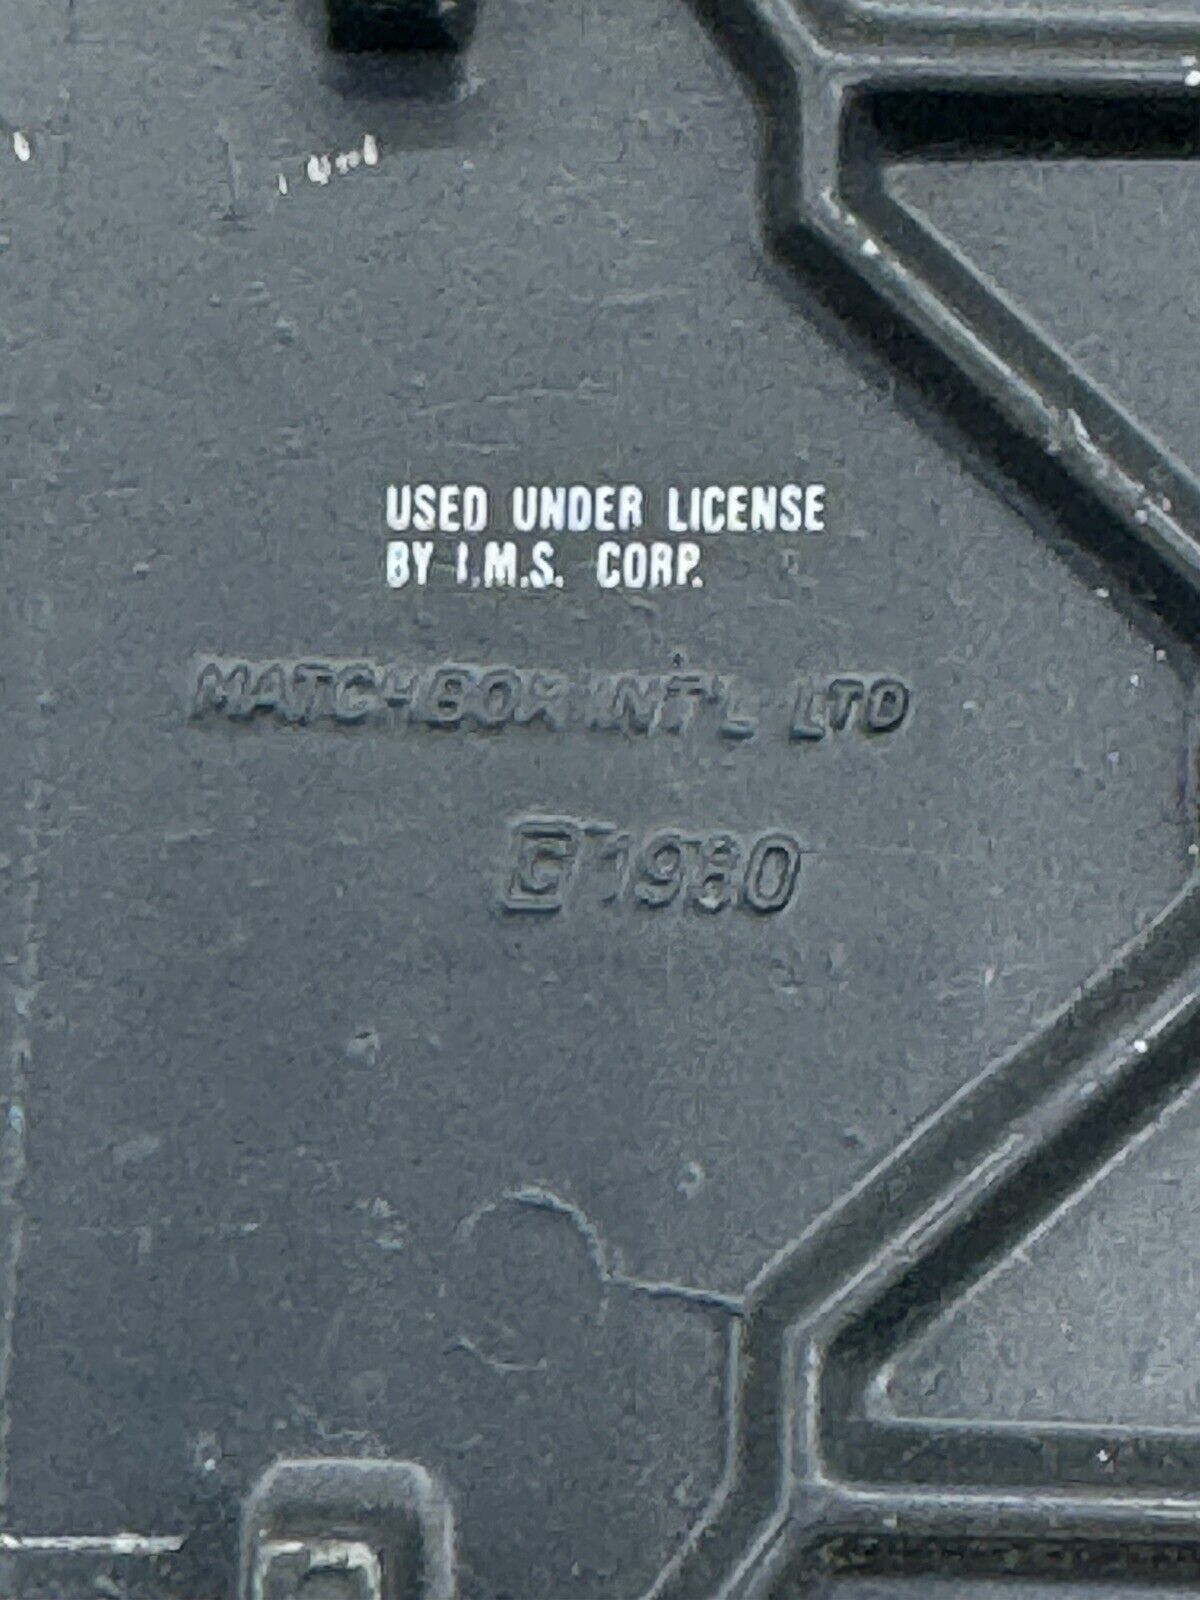 USED UNDER LICENSE
BY I.M.S. CORP.
MATCHBOX INT'L LTD
© 1980